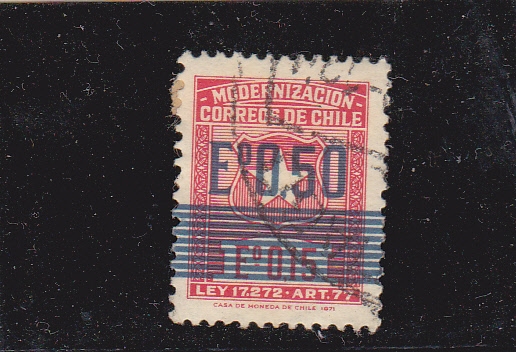 MODERNIZACION
CORREOS DE CHILE
Eº0,50
Eº0,15
LEY 17.272 • ART. 77
CASA DE MONEDA DE CHILE 1971